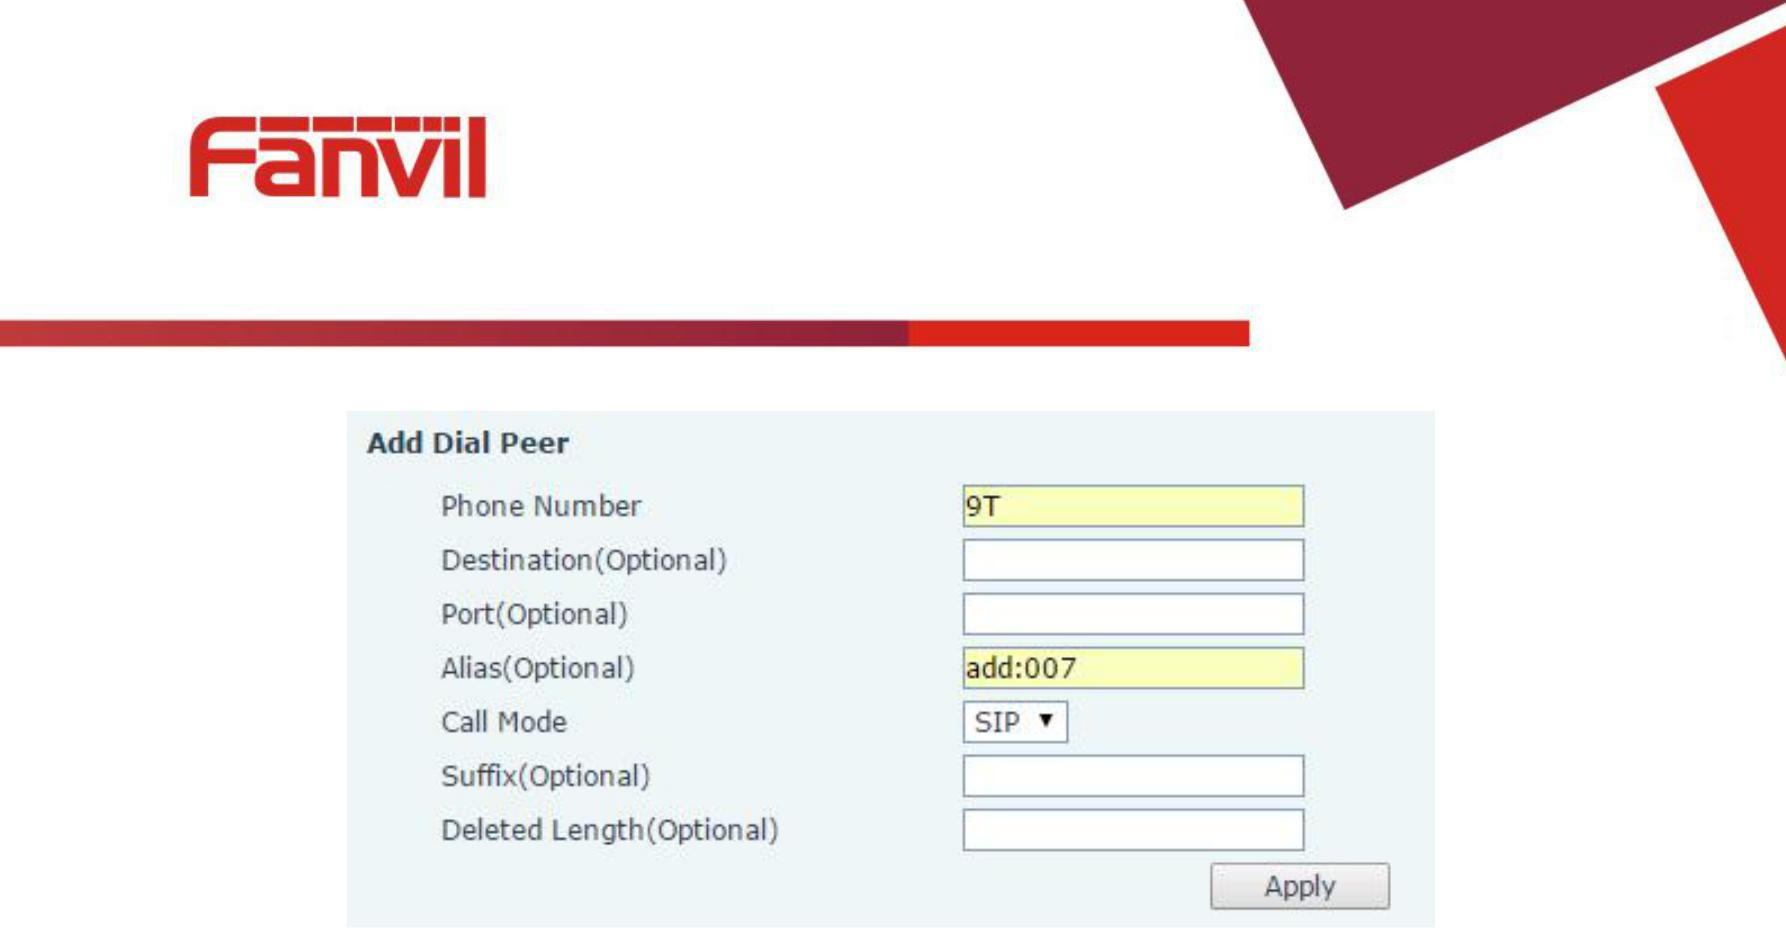 Fanvil
Add Dial Peer
Phone Number 9T
Destination(Optional)
Port(Optional)
Alias(Optional) add:007
Call Mode SIP ▼
Suffix(Optional)
Deleted Length(Optional)
Apply